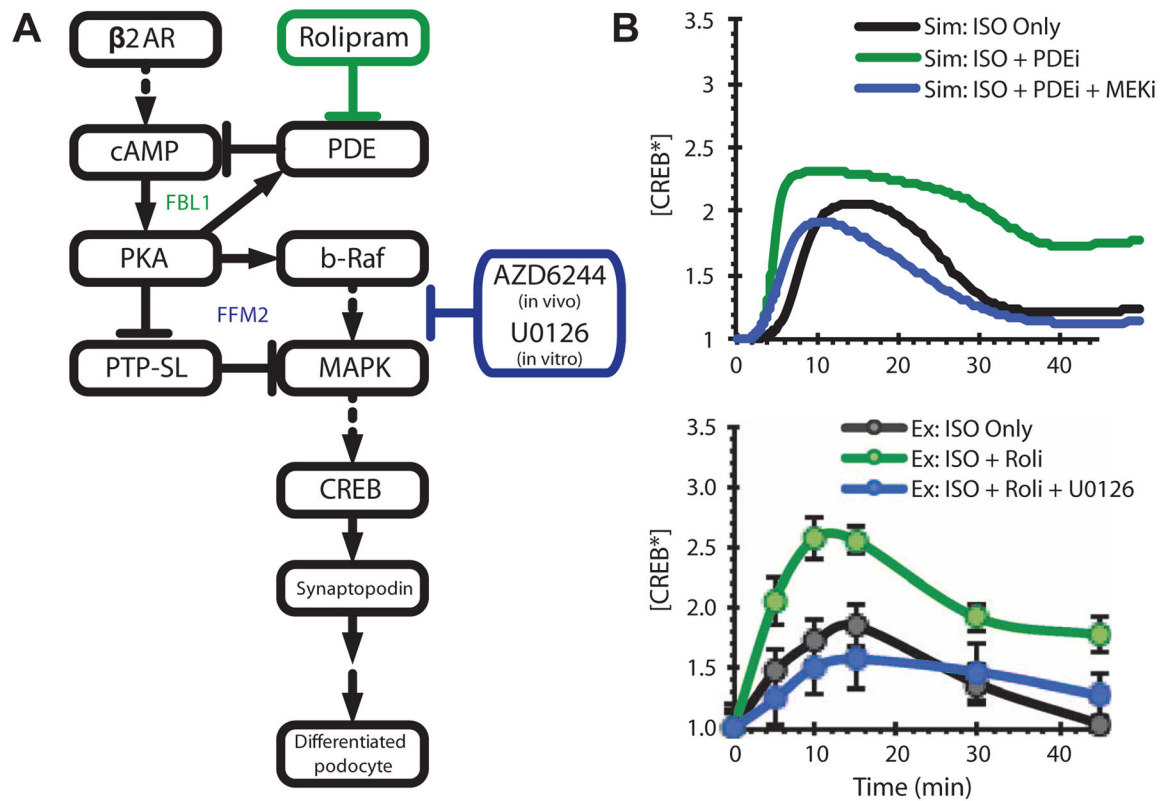 A
β2AR
Rolipram
cAMP
PDE
FBL1
PKA
b-Raf
AZD6244
(in vivo)
U0126
(in vitro)
FFM2
PTP-SL
MAPK
CREB
Synaptopodin
Differentiated
podocyte
B
Sim: ISO Only
Sim: ISO + PDEi
Sim: ISO + PDEi + MEKi
[CREB*]
3.5
3
2.5
2
1.5
1
0
10
20
30
40
Ex: ISO Only
Ex: ISO + Roli
Ex: ISO + Roli + U0126
[CREB*]
3.5
3.0
2.5
2.0
1.5
1.0
0
10
20
30
40
Time (min)